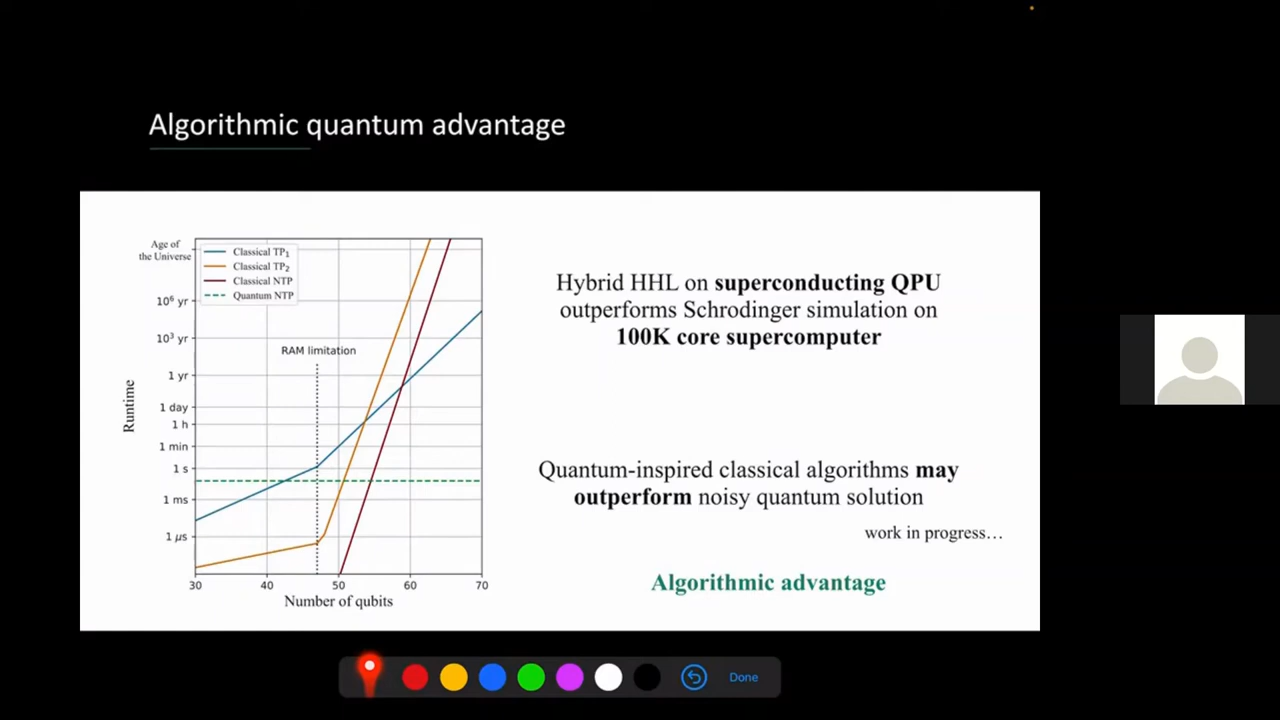 Algorithmic quantum advantage
Age of
the Universe
10⁶ yr
10³ yr
1 yr
1 day
1 h
1 min
1 s
1 ms
1 μs
Runtime
Classical TP₁
Classical TP₂
Classical NTP
Quantum NTP
RAM limitation
30 40 50 60 70
Number of qubits
Hybrid HHL on superconducting QPU
outperforms Schrodinger simulation on
100K core supercomputer
Quantum-inspired classical algorithms may
outperform noisy quantum solution
work in progress…
Algorithmic advantage
Done